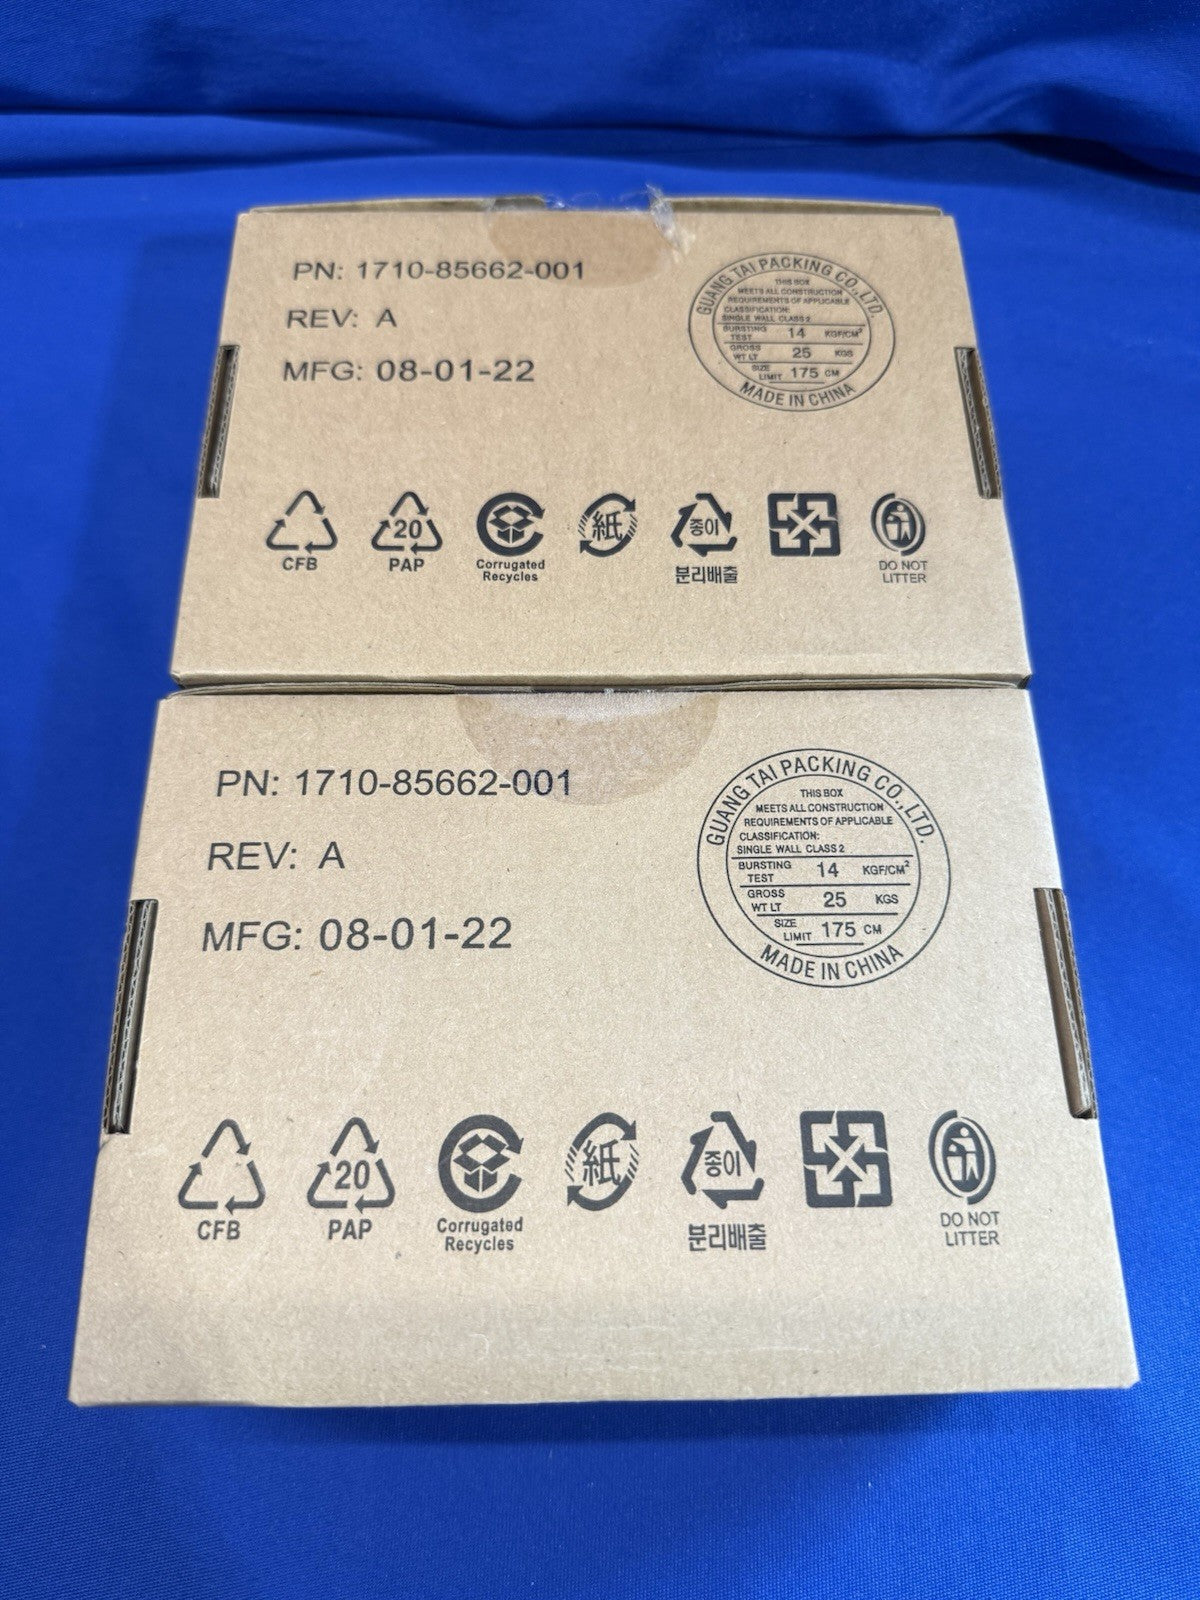 PN: 1710-85662-001
REV: A
MFG: 08-01-22
GUANG TAI PACKING CO.,LTD.
THIS BOX
MEETS ALL CONSTRUCTION
REQUIREMENTS OF APPLICABLE
CLASSIFICATION:
SINGLE WALL CLASS 2
BURSTING TEST 14 KGF/CM²
GROSS WT LT 25 KGS
SIZE LIMIT 175 CM
MADE IN CHINA
CFB
20
PAP
Corrugated
Recycles
紙
종이
분리배출
DO NOT
LITTER
PN: 1710-85662-001
REV: A
MFG: 08-01-22
GUANG TAI PACKING CO.,LTD.
THIS BOX
MEETS ALL CONSTRUCTION
REQUIREMENTS OF APPLICABLE
CLASSIFICATION:
SINGLE WALL CLASS 2
BURSTING TEST 14 KGF/CM²
GROSS WT LT 25 KGS
SIZE LIMIT 175 CM
MADE IN CHINA
CFB
20
PAP
Corrugated
Recycles
紙
종이
분리배출
DO NOT
LITTER